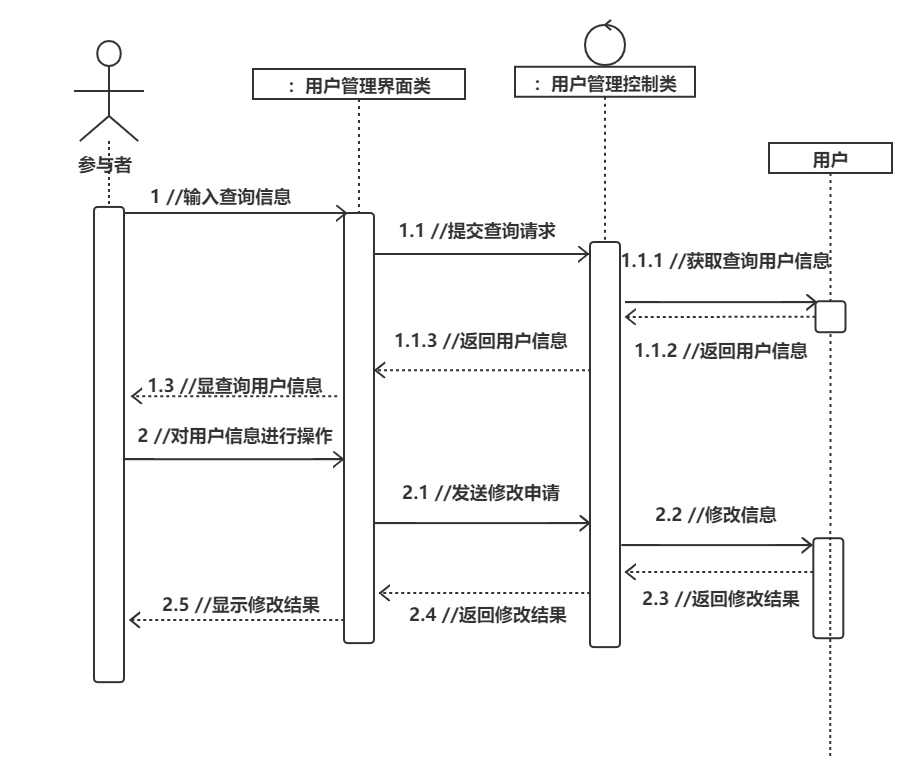 ： 用户管理界面类
： 用户管理控制类
用户
参与者
1 //输入查询信息
1.1 //提交查询请求
1.1.1 //获取查询用户信息
1.1.2 //返回用户信息
1.1.3 //返回用户信息
1.3 //显查询用户信息
2 //对用户信息进行操作
2.1 //发送修改申请
2.2 //修改信息
2.3 //返回修改结果
2.4 //返回修改结果
2.5 //显示修改结果